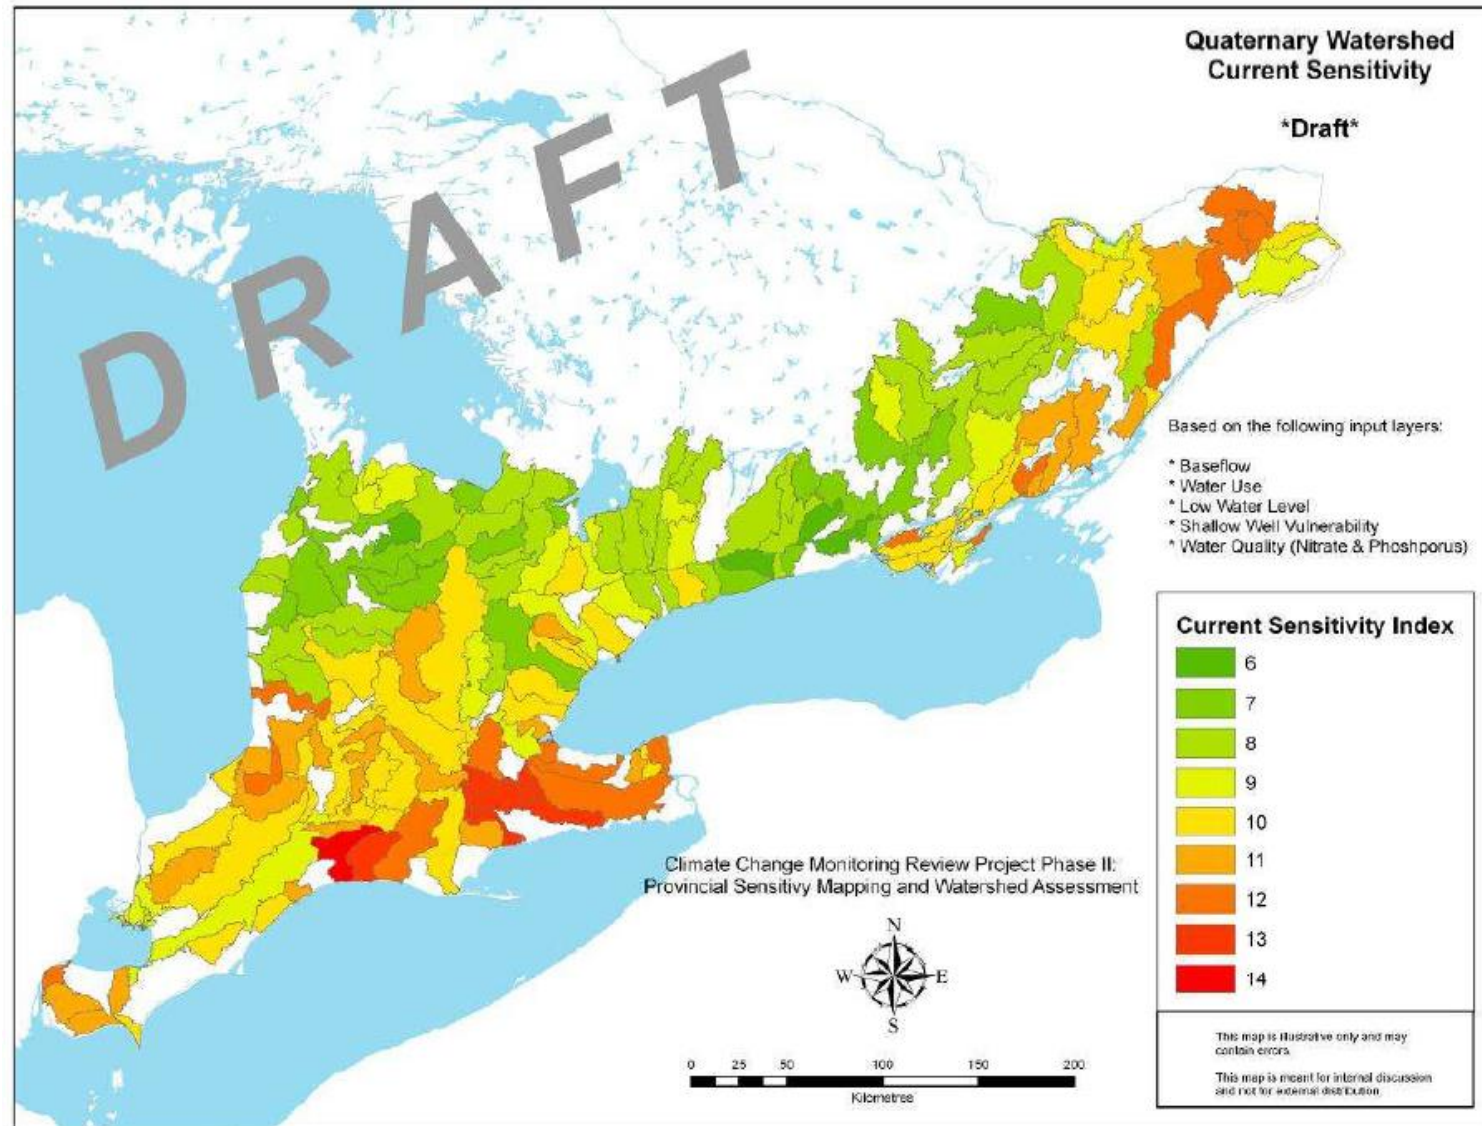 Quaternary Watershed
Current Sensitivity
*Draft*
DRAFT
Based on the following input layers:
* Baseflow
* Water Use
* Low Water Level
* Shallow Well Vulnerability
* Water Quality (Nitrate & Phoshporus)
Current Sensitivity Index
6
7
8
9
10
11
12
13
14
Climate Change Monitoring Review Project Phase II:
Provincial Sensitivy Mapping and Watershed Assessment
N
W E
S
0 25 50 100 150 200
Kilometres
This map is illustrative only and may
contain errors.
This map is meant for internal discussion
and not for external distribution.